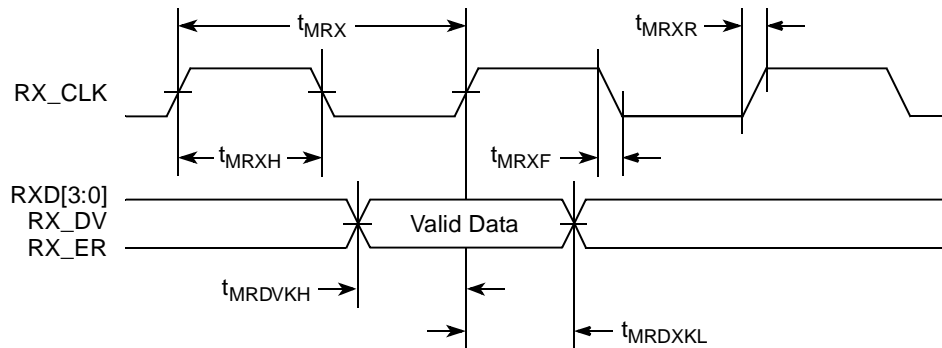 tMRX
tMRXR
RX_CLK
tMRXH
tMRXF
RXD[3:0]
RX_DV
RX_ER
Valid Data
tMRDVKH
tMRDXKL